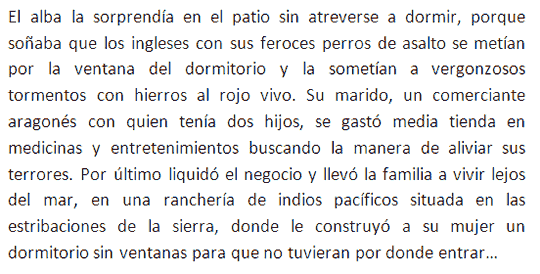 El alba la sorprendía en el patio sin atreverse a dormir, porque
soñaba que los ingleses con sus feroces perros de asalto se metían
por la ventana del dormitorio y la sometían a vergonzosos
tormentos con hierros al rojo vivo. Su marido, un comerciante
aragonés con quien tenía dos hijos, se gastó media tienda en
medicinas y entretenimientos buscando la manera de aliviar sus
terrores. Por último liquidó el negocio y llevó la familia a vivir lejos
del mar, en una ranchería de indios pacíficos situada en las
estribaciones de la sierra, donde le construyó a su mujer un
dormitorio sin ventanas para que no tuvieran por donde entrar...